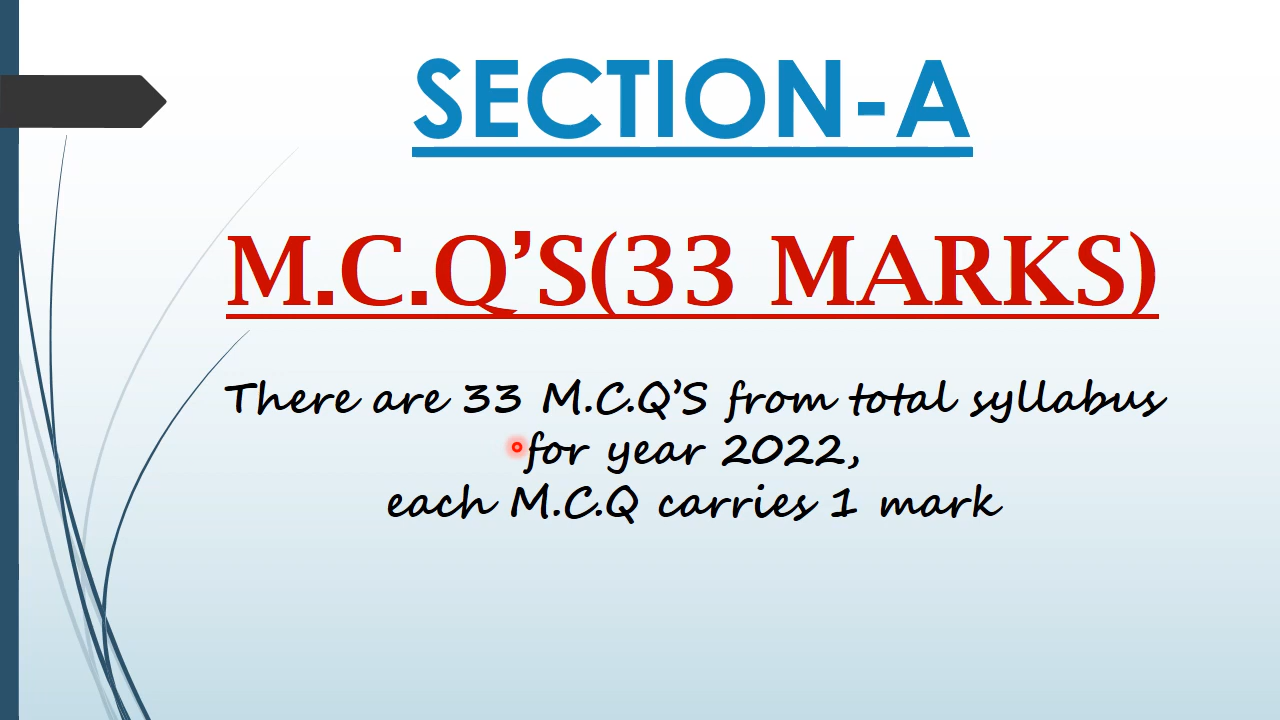 SECTION-A
M.C.Q’S(33 MARKS)
There are 33 M.C.Q’S from total syllabus
for year 2022,
each M.C.Q carries 1 mark